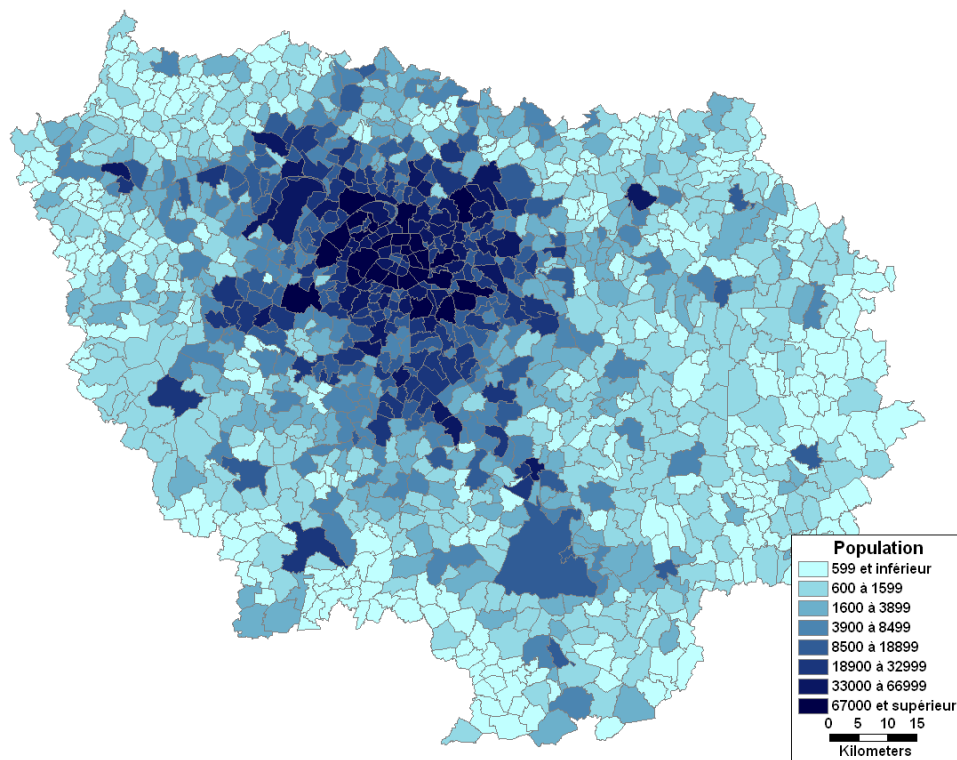 Population
599 et inférieur
600 à 1599
1600 à 3899
3900 à 8499
8500 à 18899
18900 à 32999
33000 à 66999
67000 et supérieur
0 5 10 15
Kilometers